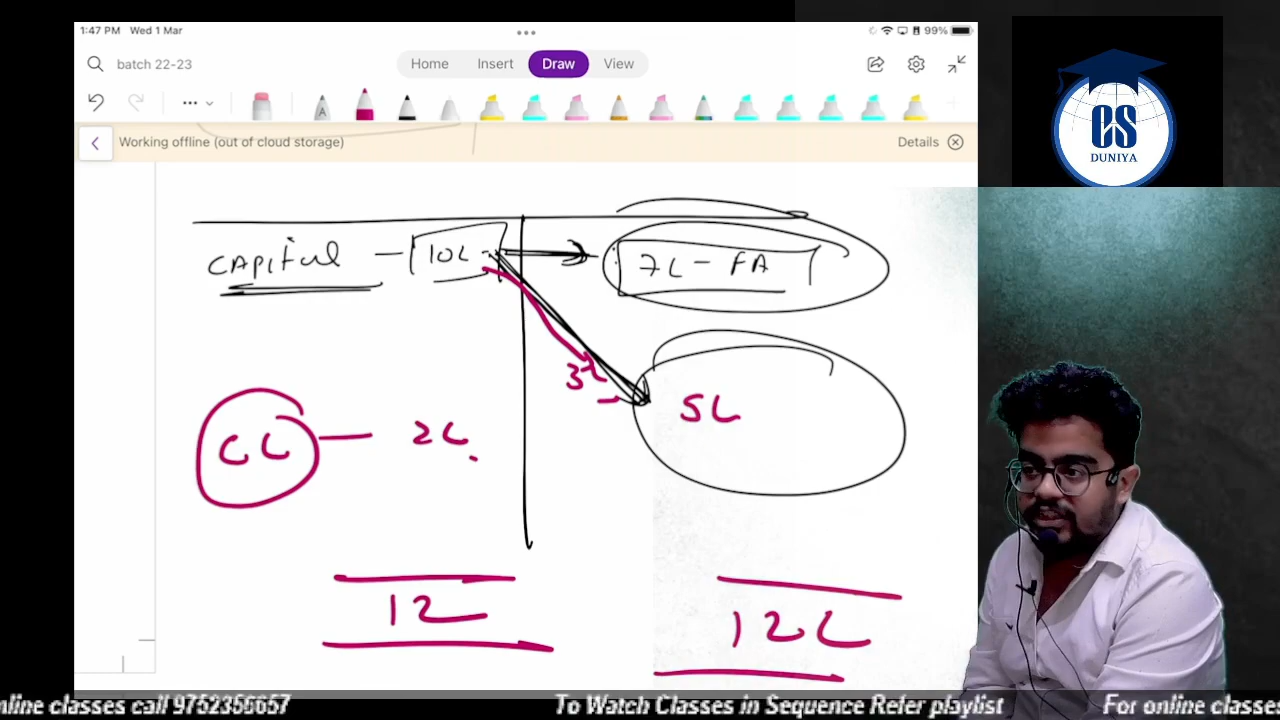 1:47 PM Wed 1 Mar
99%
batch 22-23
Home Insert Draw View
A
Working offline (out of cloud storage)
Details
CS
DUNIYA
CAPital - 10L
7L - FA
3L
5L
CL - 2L
12
12L
nline classes call 9752356657
To Watch Classes in Sequence Refer playlist
For online classes